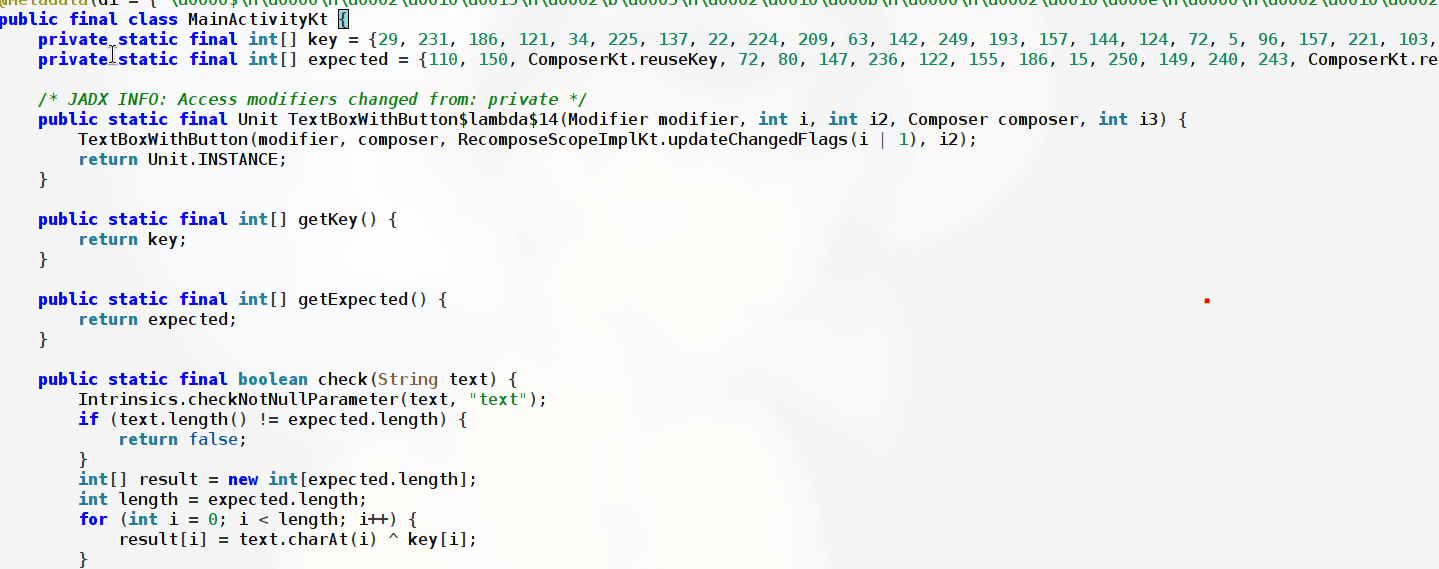 public final class MainActivityKt {
private static final int[] key = {29, 231, 186, 121, 34, 225, 137, 22, 224, 209, 63, 142, 249, 193, 157, 144, 124, 72, 5, 96, 157, 221, 103,
private static final int[] expected = {110, 150, ComposerKt.reuseKey, 72, 80, 147, 236, 122, 155, 186, 15, 250, 149, 240, 243, ComposerKt.re
/* JADX INFO: Access modifiers changed from: private */
public static final Unit TextBoxWithButton$lambda$14(Modifier modifier, int i, int i2, Composer composer, int i3) {
TextBoxWithButton(modifier, composer, RecomposeScopeImplKt.updateChangedFlags(i | 1), i2);
return Unit.INSTANCE;
}
public static final int[] getKey() {
return key;
}
public static final int[] getExpected() {
return expected;
}
public static final boolean check(String text) {
Intrinsics.checkNotNullParameter(text, "text");
if (text.length() != expected.length) {
return false;
}
int[] result = new int[expected.length];
int length = expected.length;
for (int i = 0; i < length; i++) {
result[i] = text.charAt(i) ^ key[i];
}